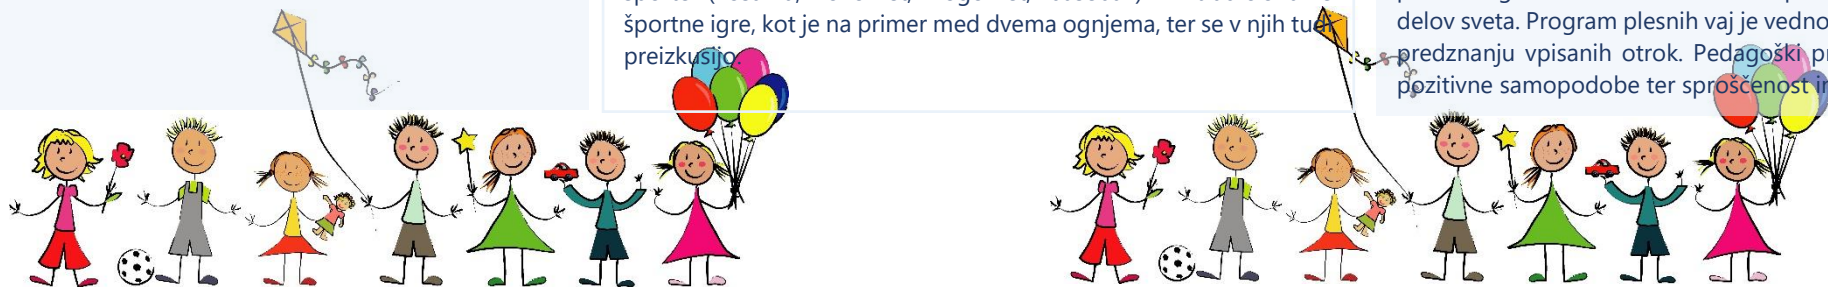 športne igre, kot je na primer med dvema ognjema, ter se v njih tudi
preizkusijo.
delov sveta. Program plesnih vaj je vedno
predznanju vpisanih otrok. Pedagoški
pozitivne samopodobe ter sproščenost